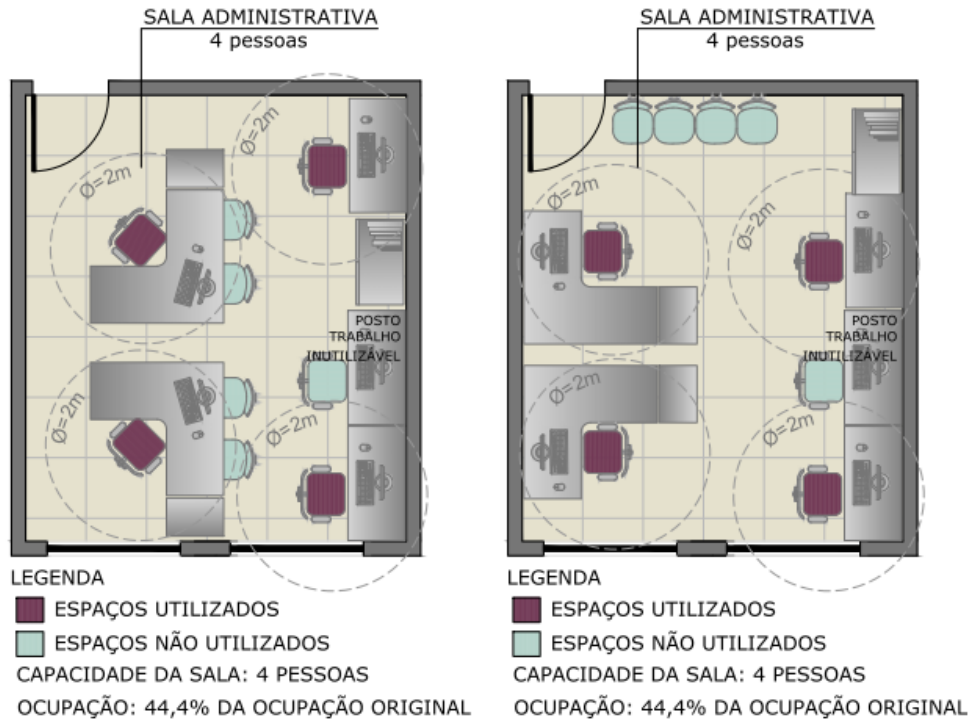 SALA ADMINISTRATIVA
4 pessoas
Ø=2m
Ø=2m
POSTO
TRABALHO
INUTILIZÁVEL
Ø=2m
Ø=2m
LEGENDA
ESPAÇOS UTILIZADOS
ESPAÇOS NÃO UTILIZADOS
CAPACIDADE DA SALA: 4 PESSOAS
OCUPAÇÃO: 44,4% DA OCUPAÇÃO ORIGINAL
SALA ADMINISTRATIVA
4 pessoas
Ø=2m
Ø=2m
POSTO
TRABALHO
INUTILIZÁVEL
Ø=2m
Ø=2m
LEGENDA
ESPAÇOS UTILIZADOS
ESPAÇOS NÃO UTILIZADOS
CAPACIDADE DA SALA: 4 PESSOAS
OCUPAÇÃO: 44,4% DA OCUPAÇÃO ORIGINAL